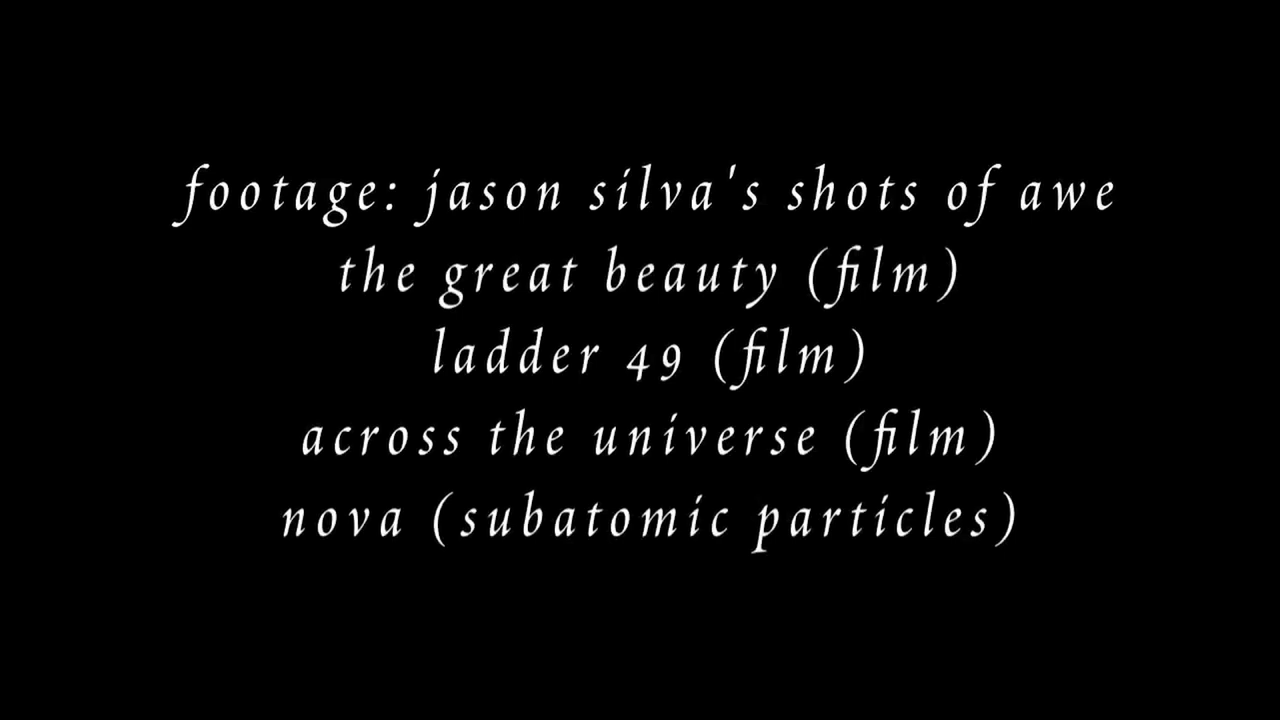 footage: jason silva's shots of awe
the great beauty (film)
ladder 49 (film)
across the universe (film)
nova (subatomic particles)